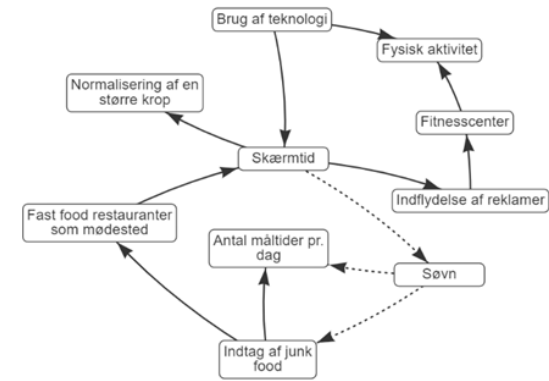 Brug af teknologi
Fysisk aktivitet
Normalisering af en
større krop
Fitnesscenter
Skærmtid
Indflydelse af reklamer
Fast food restauranter
som mødested
Antal måltider pr.
dag
Søvn
Indtag af junk
food